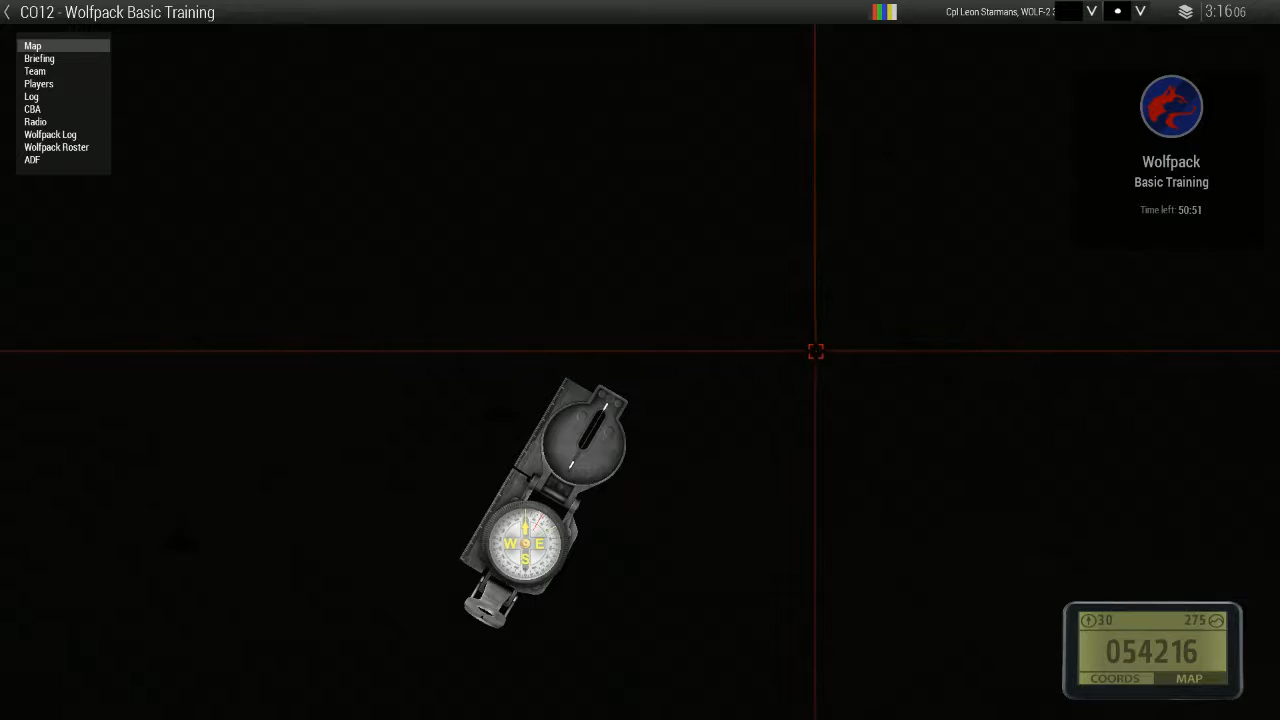 CO12 - Wolfpack Basic Training
Cpl Leon Starmans, WOLF-2
3:16 06
Map
Briefing
Team
Players
Log
CBA
Radio
Wolfpack Log
Wolfpack Roster
ADF
Wolfpack
Basic Training
Time left: 50:51
W E
S
30 275
054216
COORDS MAP